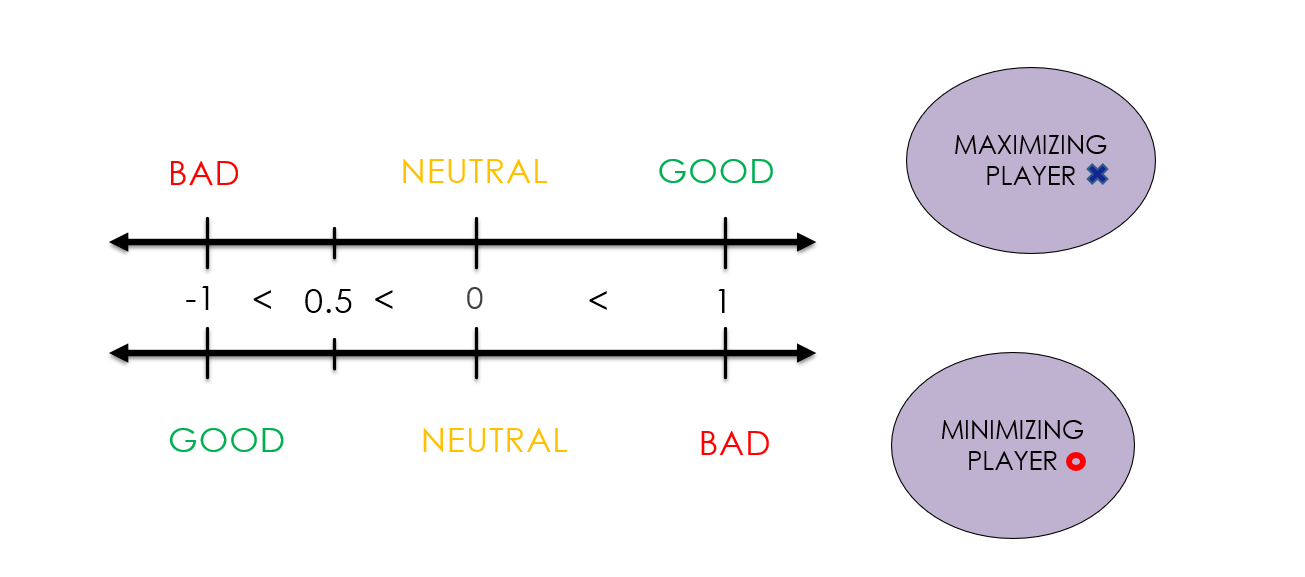 BAD NEUTRAL GOOD
-1 < 0.5 < 0 < 1
GOOD NEUTRAL BAD
MAXIMIZING
PLAYER
MINIMIZING
PLAYER